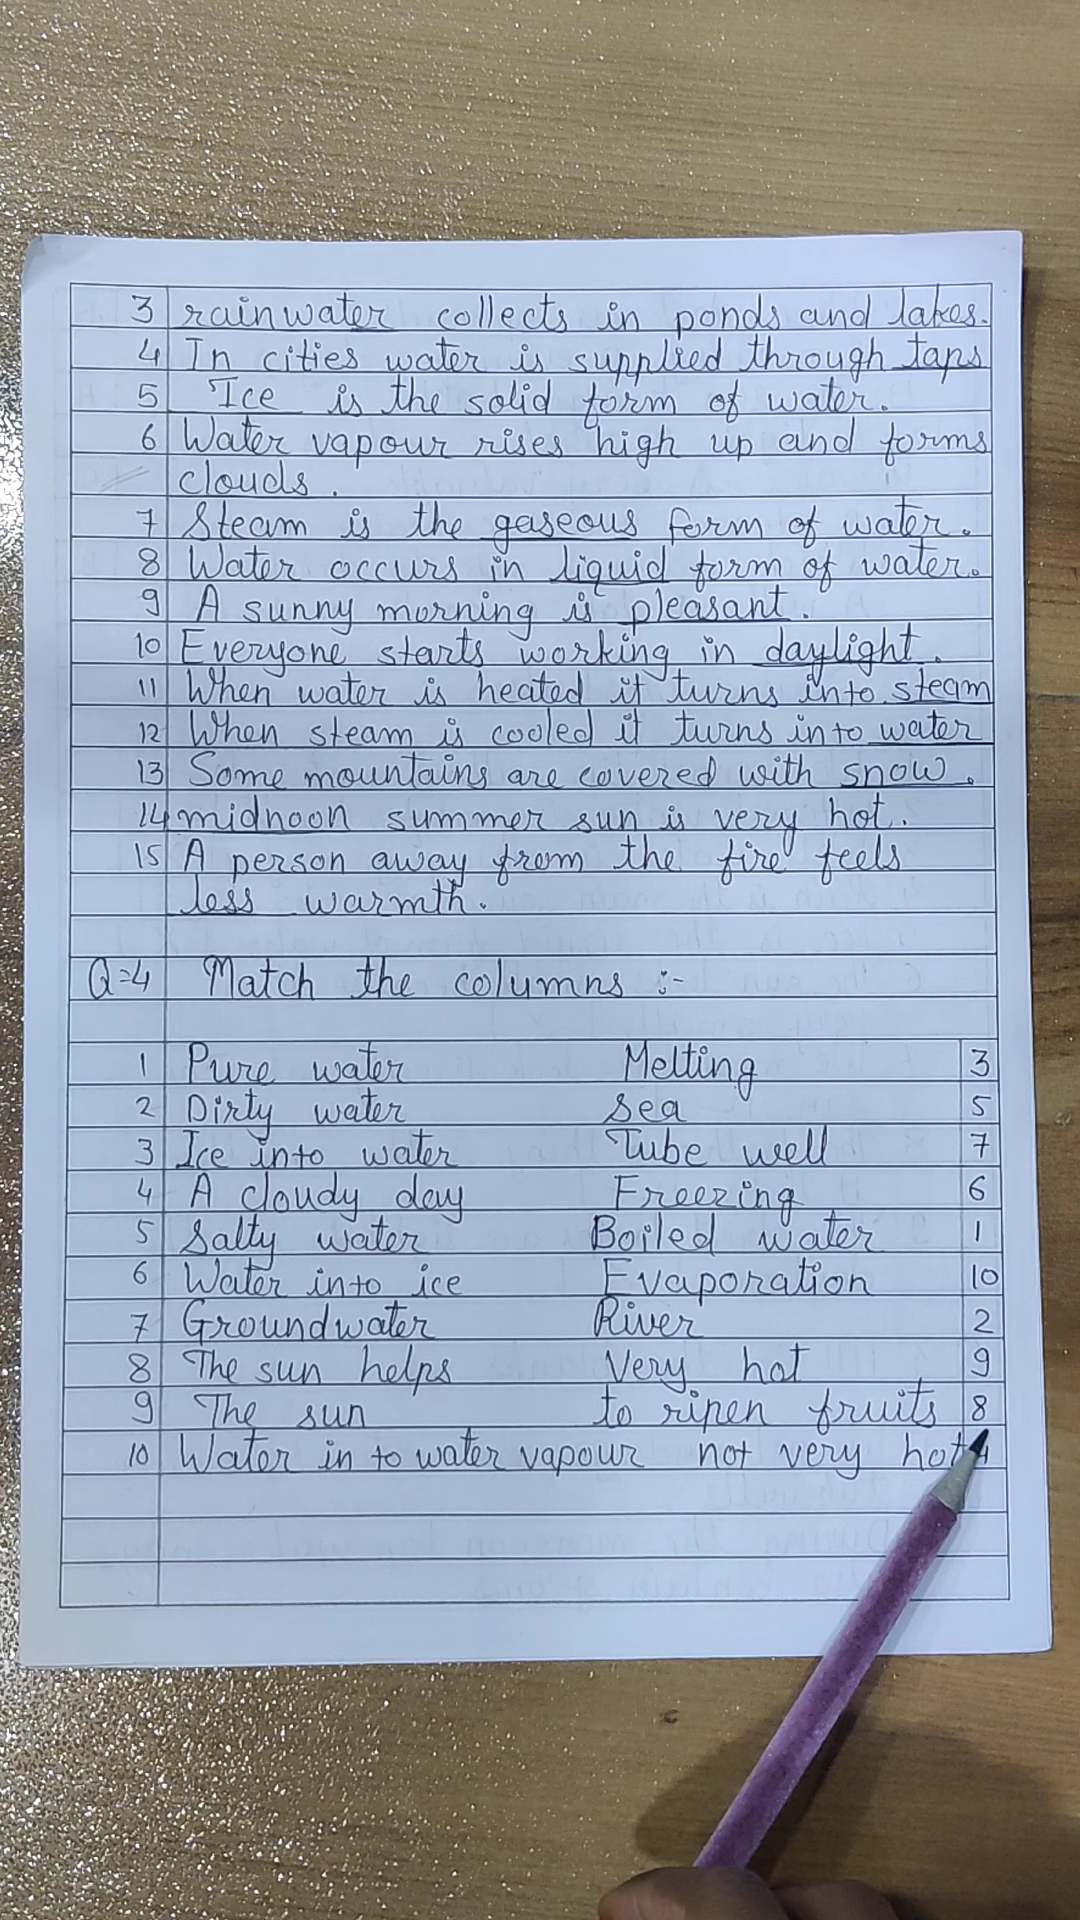 3 rainwater collects in ponds and lakes.
4 In cities water is supplied through taps
5 Ice is the solid form of water.
6 Water vapour rises high up and forms
clouds.
7 Steam is the gaseous form of water.
8 Water occurs in liquid form of water.
9 A sunny morning is pleasant.
10 Everyone starts working in daylight.
11 When water is heated it turns into steam
12 When steam is cooled it turns into water
13 Some mountains are covered with snow.
14 midnoon summer sun is very hot.
15 A person away from the fire feels
less warmth.
Q=4 Match the columns :-
1 Pure water Melting 3
2 Dirty water Sea 5
3 Ice into water Tube well 7
4 A cloudy day Freezing 6
5 Salty water Boiled water 1
6 Water into ice Evaporation 10
7 Groundwater River 2
8 The sun helps Very hot 9
9 The sun to ripen fruits 8
10 Water in to water vapour not very hot